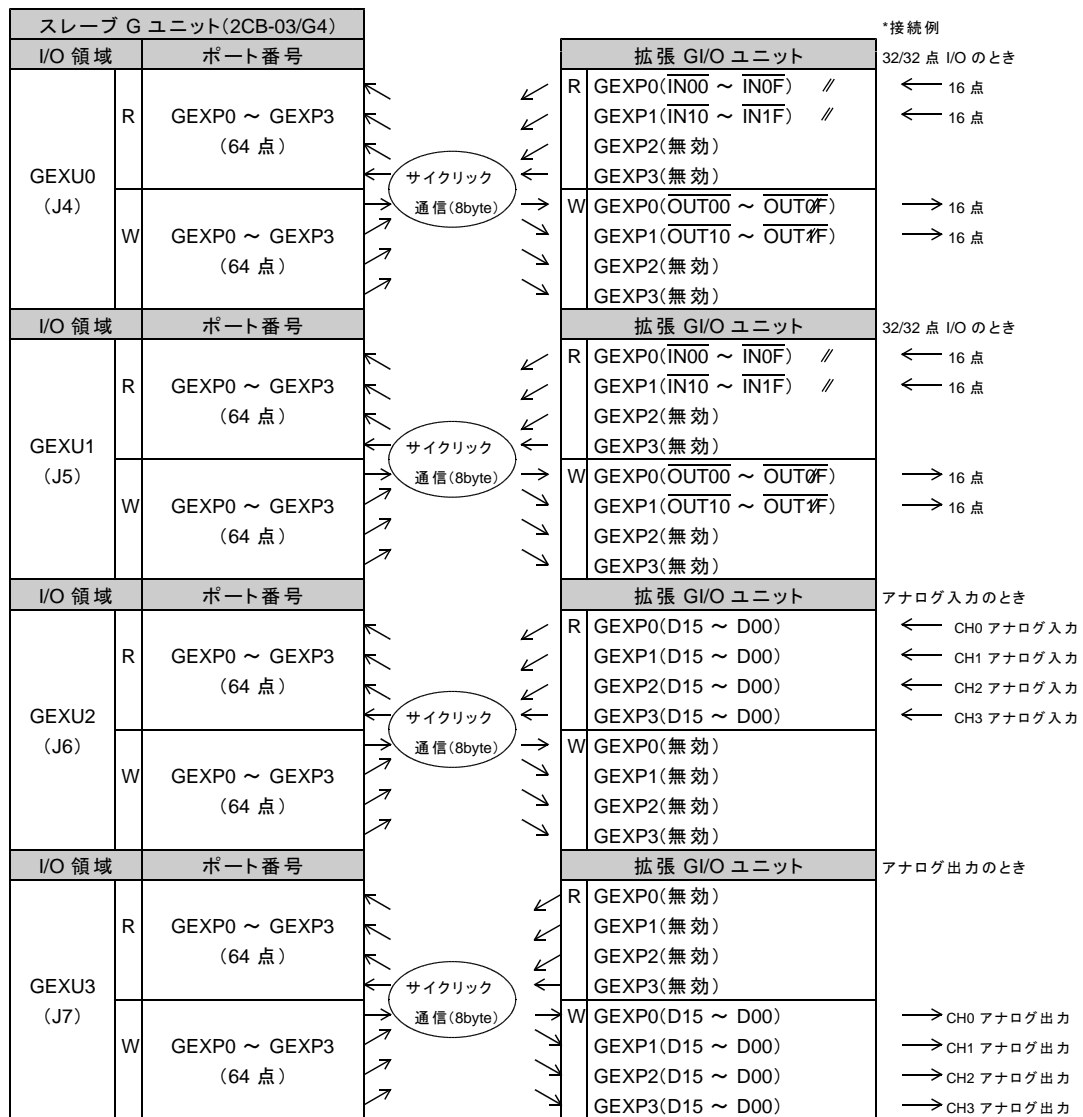 スレーブ G ユニット(2CB-03/G4)
*接続例
I/O 領域 ポート番号 拡張 GI/O ユニット 32/32 点 I/O のとき
R GEXP0(IN00 ～ IN0F) 〃 ← 16 点
R GEXP0 ～ GEXP3 GEXP1(IN10 ～ IN1F) 〃 ← 16 点
(64 点) GEXP2(無効)
GEXU0 サイクリック GEXP3(無効)
(J4) 通信(8byte) W GEXP0(OUT00 ～ OUT0F) 〃 → 16 点
W GEXP0 ～ GEXP3 GEXP1(OUT10 ～ OUT1F) 〃 → 16 点
(64 点) GEXP2(無効)
GEXP3(無効)
I/O 領域 ポート番号 拡張 GI/O ユニット 32/32 点 I/O のとき
R GEXP0(IN00 ～ IN0F) 〃 ← 16 点
R GEXP0 ～ GEXP3 GEXP1(IN10 ～ IN1F) 〃 ← 16 点
(64 点) GEXP2(無効)
GEXU1 サイクリック GEXP3(無効)
(J5) 通信(8byte) W GEXP0(OUT00 ～ OUT0F) 〃 → 16 点
W GEXP0 ～ GEXP3 GEXP1(OUT10 ～ OUT1F) 〃 → 16 点
(64 点) GEXP2(無効)
GEXP3(無効)
I/O 領域 ポート番号 拡張 GI/O ユニット アナログ入力のとき
R GEXP0(D15 ～ D00) ← CH0 アナログ入力
R GEXP0 ～ GEXP3 GEXP1(D15 ～ D00) ← CH1 アナログ入力
(64 点) GEXP2(D15 ～ D00) ← CH2 アナログ入力
GEXU2 サイクリック GEXP3(D15 ～ D00) ← CH3 アナログ入力
(J6) 通信(8byte) W GEXP0(無効)
W GEXP0 ～ GEXP3 GEXP1(無効)
(64 点) GEXP2(無効)
GEXP3(無効)
I/O 領域 ポート番号 拡張 GI/O ユニット アナログ出力のとき
R GEXP0(無効)
R GEXP0 ～ GEXP3 GEXP1(無効)
(64 点) GEXP2(無効)
GEXU3 サイクリック GEXP3(無効)
(J7) 通信(8byte) W GEXP0(D15 ～ D00) → CH0 アナログ出力
W GEXP0 ～ GEXP3 GEXP1(D15 ～ D00) → CH1 アナログ出力
(64 点) GEXP2(D15 ～ D00) → CH2 アナログ出力
GEXP3(D15 ～ D00) → CH3 アナログ出力